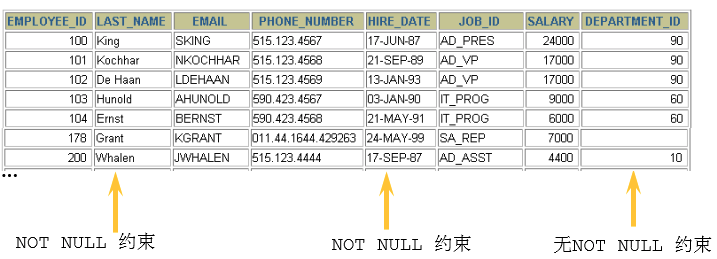 EMPLOYEE_ID LAST_NAME EMAIL PHONE_NUMBER HIRE_DATE JOB_ID SALARY DEPARTMENT_ID
100 King SKING 515.123.4567 17-JUN-87 AD_PRES 24000 90
101 Kochhar NKOCHHAR 515.123.4568 21-SEP-89 AD_VP 17000 90
102 De Haan LDEHAAN 515.123.4569 13-JAN-93 AD_VP 17000 90
103 Hunold AHUNOLD 590.423.4567 03-JAN-90 IT_PROG 9000 60
104 Ernst BERNST 590.423.4568 21-MAY-91 IT_PROG 6000 60
178 Grant KGRANT 011.44.1644.429263 24-MAY-99 SA_REP 7000
200 Whalen JWHALEN 515.123.4444 17-SEP-87 AD_ASST 4400 10
...
NOT NULL 约束 NOT NULL 约束 无NOT NULL 约束